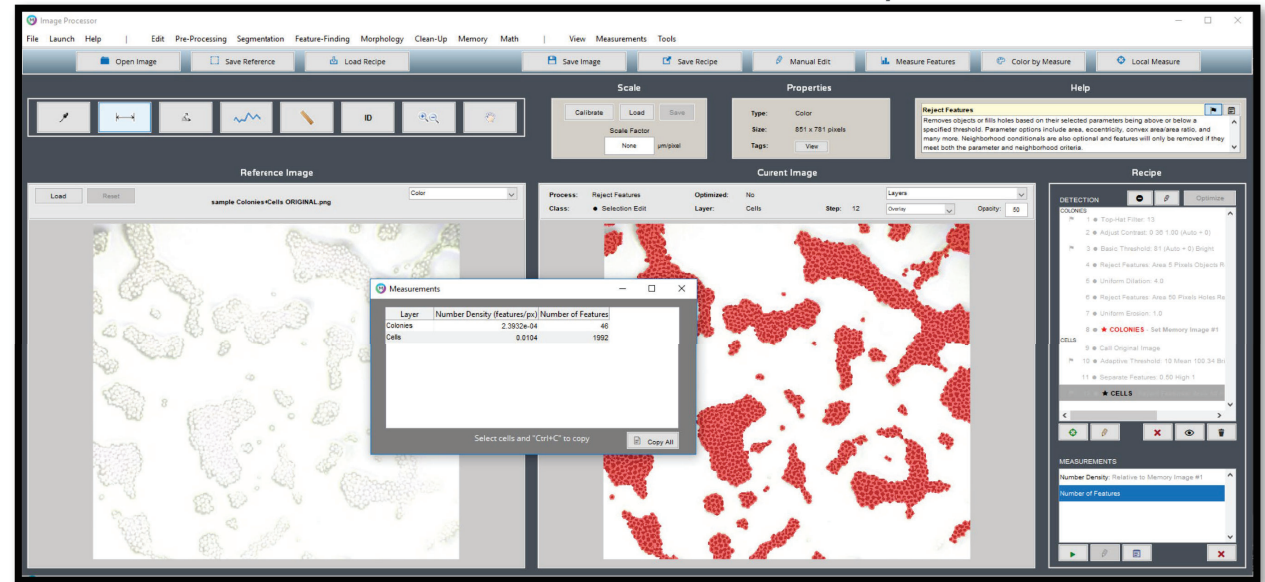 Image Processor
File Launch Help | Edit Pre-Processing Segmentation Feature-Finding Morphology Clean-Up Memory Math | View Measurements Tools
Open Image Save Reference Load Recipe Save Image Save Recipe Manual Edit Measure Features Color by Measure Local Measure
Scale Properties Help
ID
Calibrate Load Save
Scale Factor
None µm/pixel
Type: Color
Size: 851 x 781 pixels
Tags: View
Reject Features
Removes objects or fills holes based on their selected parameters being above or below a
specified threshold. Parameter options include area, eccentricity, convex area/area ratio, and
many more. Neighborhood conditionals are also optional and features will only be removed if they
meet both the parameter and neighborhood criteria.
Reference Image
Load Reset sample Colonies+Cells ORIGINAL.png Color
Curent Image
Process: Reject Features Optimized: No Layers
Class: Selection Edit Layer: Cells Step: 12 Overlay Opacity: 50
Measurements
Layer Number Density (features/px) Number of Features
Colonies 2.3932e-04 46
Cells 0.0104 1992
Select cells and "Ctrl+C" to copy Copy All
Recipe
DETECTION Optimize
COLONIES
1 Top-Hat Filter: 13
2 Adjust Contrast: 0 36 1.00 (Auto + 0)
3 Basic Threshold: 81 (Auto + 0) Bright
4 Reject Features: Area 5 Pixels Objects R
5 Uniform Dilation: 4.0
6 Reject Features: Area 50 Pixels Holes Re
7 Uniform Erosion: 1.0
8 ★ COLONIES - Set Memory Image #1
CELLS
9 Call Original Image
10 Adaptive Threshold: 10 Mean 100 34 Bri
11 Separate Features: 0.50 High 1
★ CELLS
MEASUREMENTS
Number Density: Relative to Memory Image #1
Number of Features